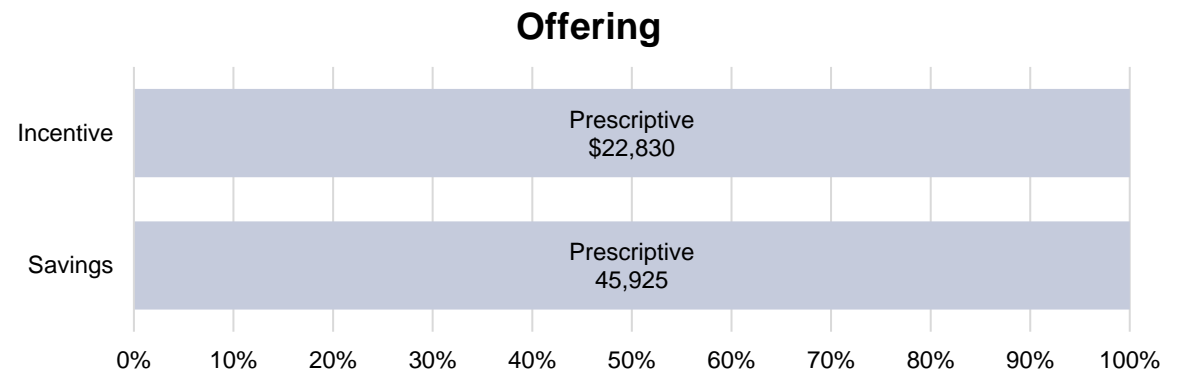 Offering
Incentive
Prescriptive
$22,830
Savings
Prescriptive
45,925
0% 10% 20% 30% 40% 50% 60% 70% 80% 90% 100%